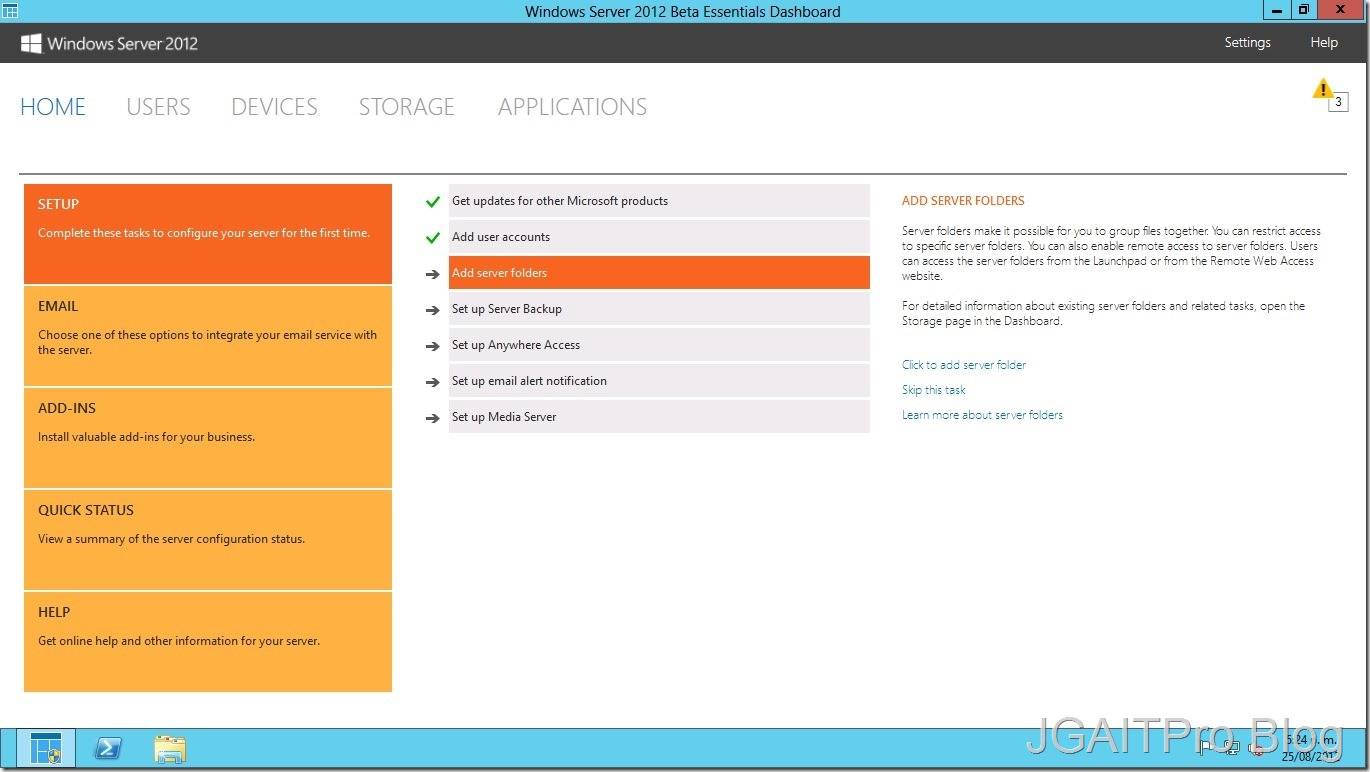 Windows Server 2012 Beta Essentials Dashboard
Windows Server 2012
Settings
Help
HOME
USERS
DEVICES
STORAGE
APPLICATIONS
3
SETUP
Complete these tasks to configure your server for the first time.
EMAIL
Choose one of these options to integrate your email service with
the server.
ADD-INS
Install valuable add-ins for your business.
QUICK STATUS
View a summary of the server configuration status.
HELP
Get online help and other information for your server.
Get updates for other Microsoft products
Add user accounts
Add server folders
Set up Server Backup
Set up Anywhere Access
Set up email alert notification
Set up Media Server
ADD SERVER FOLDERS
Server folders make it possible for you to group files together. You can restrict access
to specific server folders. You can also enable remote access to server folders. Users
can access the server folders from the Launchpad or from the Remote Web Access
website.
For detailed information about existing server folders and related tasks, open the
Storage page in the Dashboard.
Click to add server folder
Skip this task
Learn more about server folders
JGAITPro Blog